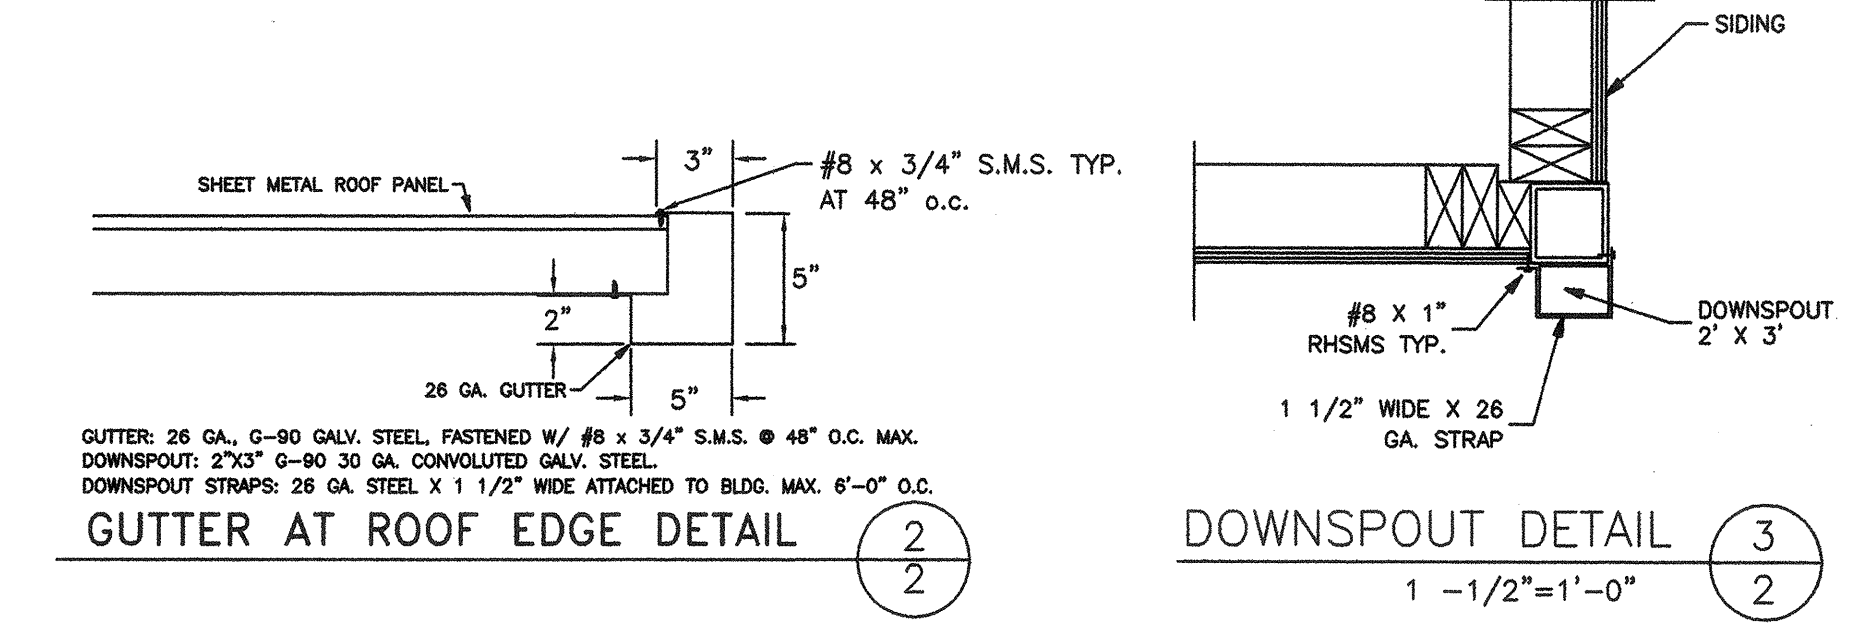 SHEET METAL ROOF PANEL
3”
#8 x 3/4” S.M.S. TYP.
AT 48” o.c.
5”
2”
26 GA. GUTTER
5”
GUTTER: 26 GA., G-90 GALV. STEEL, FASTENED W/ #8 x 3/4” S.M.S. @ 48” O.C. MAX.
DOWNSPOUT: 2”X3” G-90 30 GA. CONVOLUTED GALV. STEEL.
DOWNSPOUT STRAPS: 26 GA. STEEL X 1 1/2” WIDE ATTACHED TO BLDG. MAX. 6'-0” O.C.
GUTTER AT ROOF EDGE DETAIL
2
2
SIDING
#8 X 1”
RHSMS TYP.
DOWNSPOUT
2' X 3'
1 1/2” WIDE X 26
GA. STRAP
DOWNSPOUT DETAIL
3
2
1 -1/2”=1'-0”